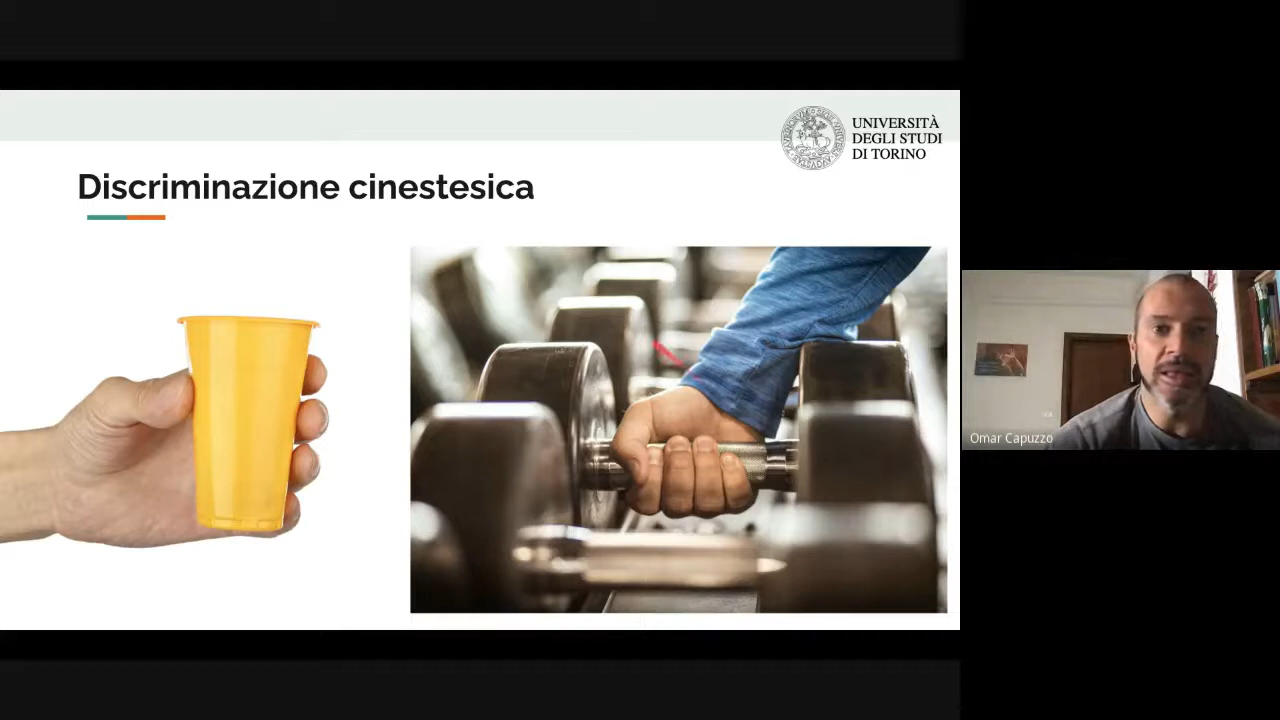 UNIVERSITÀ
DEGLI STUDI
DI TORINO
Discriminazione cinestesica
Omar Capuzzo